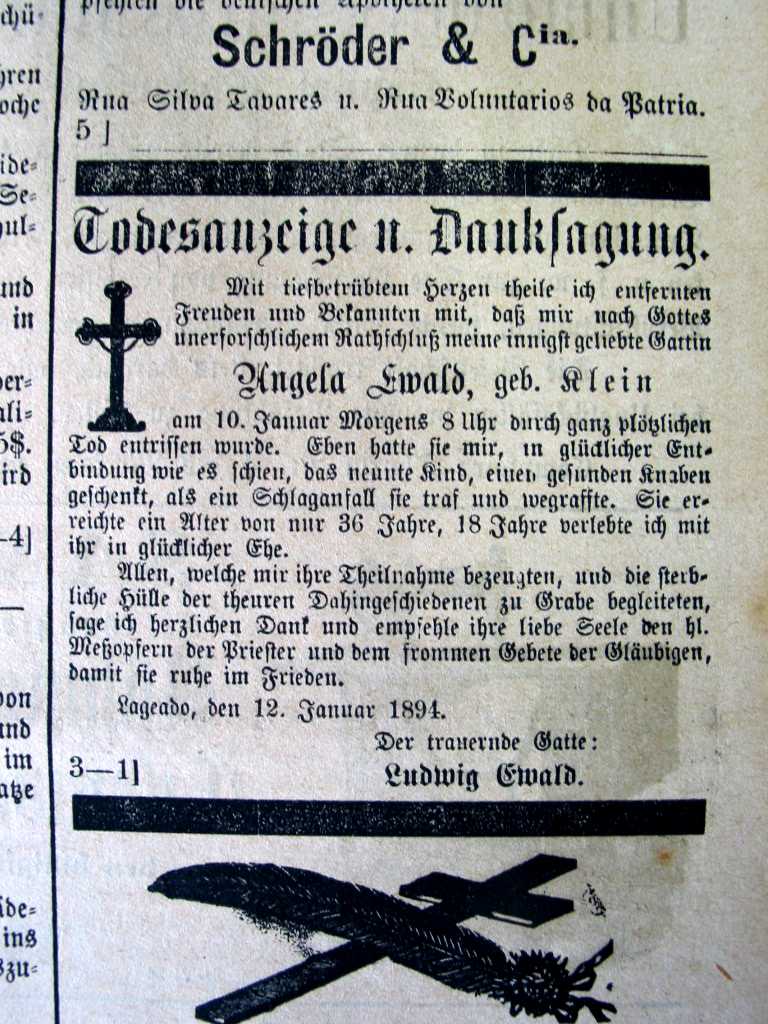 pfehlen die deutschen Apotheken von
Schröder & Cia.
Rua Silva Tavares u. Rua Voluntarios da Patria.
5]
Todesanzeige u. Danksagung.
Mit tiefbetrübtem Herzen theile ich entfernten
Freuden und Bekannten mit, daß mir nach Gottes
unerforschlichem Rathschluß meine innigst geliebte Gattin
Angela Ewald, geb. Klein
am 10. Januar Morgens 8 Uhr durch ganz plötzlichen
Tod entrissen wurde. Eben hatte sie mir, in glücklicher Ent-
bindung wie es schien, das neunte Kind, einen gesunden Knaben
geschenkt, als ein Schlaganfall sie traf und wegraffte. Sie er-
reichte ein Alter von nur 36 Jahre, 18 Jahre verlebte ich mit
ihr in glücklicher Ehe.
Allen, welche mir ihre Theilnahme bezeugten, und die sterb-
liche Hülle der theuren Dahingeschiedenen zu Grabe begleiteten,
sage ich herzlichen Dank und empfehle ihre liebe Seele den hl.
Meßopfern der Priester und dem frommen Gebete der Gläubigen,
damit sie ruhe im Frieden.
Lageado, den 12. Januar 1894.
Der trauernde Gatte:
3—1]
Ludwig Ewald.